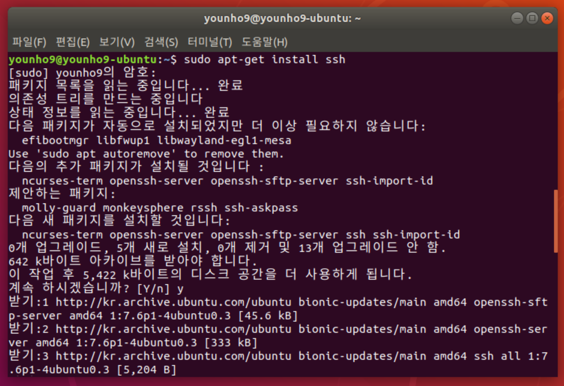 younho9@younho9-ubuntu: ~
파일(F) 편집(E) 보기(V) 검색(S) 터미널(T) 도움말(H)
younho9@younho9-ubuntu:~$ sudo apt-get install ssh
[sudo] younho9의 암호:
패키지 목록을 읽는 중입니다... 완료
의존성 트리를 만드는 중입니다
상태 정보를 읽는 중입니다... 완료
다음 패키지가 자동으로 설치되었지만 더 이상 필요하지 않습니다:
efibootmgr libfwup1 libwayland-egl1-mesa
Use 'sudo apt autoremove' to remove them.
다음의 추가 패키지가 설치될 것입니다 :
ncurses-term openssh-server openssh-sftp-server ssh-import-id
제안하는 패키지:
molly-guard monkeysphere rssh ssh-askpass
다음 새 패키지를 설치할 것입니다:
ncurses-term openssh-server openssh-sftp-server ssh ssh-import-id
0개 업그레이드, 5개 새로 설치, 0개 제거 및 13개 업그레이드 안 함.
642 k바이트 아카이브를 받아야 합니다.
이 작업 후 5,422 k바이트의 디스크 공간을 더 사용하게 됩니다.
계속 하시겠습니까? [Y/n] y
받기:1 http://kr.archive.ubuntu.com/ubuntu bionic-updates/main amd64 openssh-sft
p-server amd64 1:7.6p1-4ubuntu0.3 [45.6 kB]
받기:2 http://kr.archive.ubuntu.com/ubuntu bionic-updates/main amd64 openssh-ser
ver amd64 1:7.6p1-4ubuntu0.3 [333 kB]
받기:3 http://kr.archive.ubuntu.com/ubuntu bionic-updates/main amd64 ssh all 1:7
.6p1-4ubuntu0.3 [5,204 B]